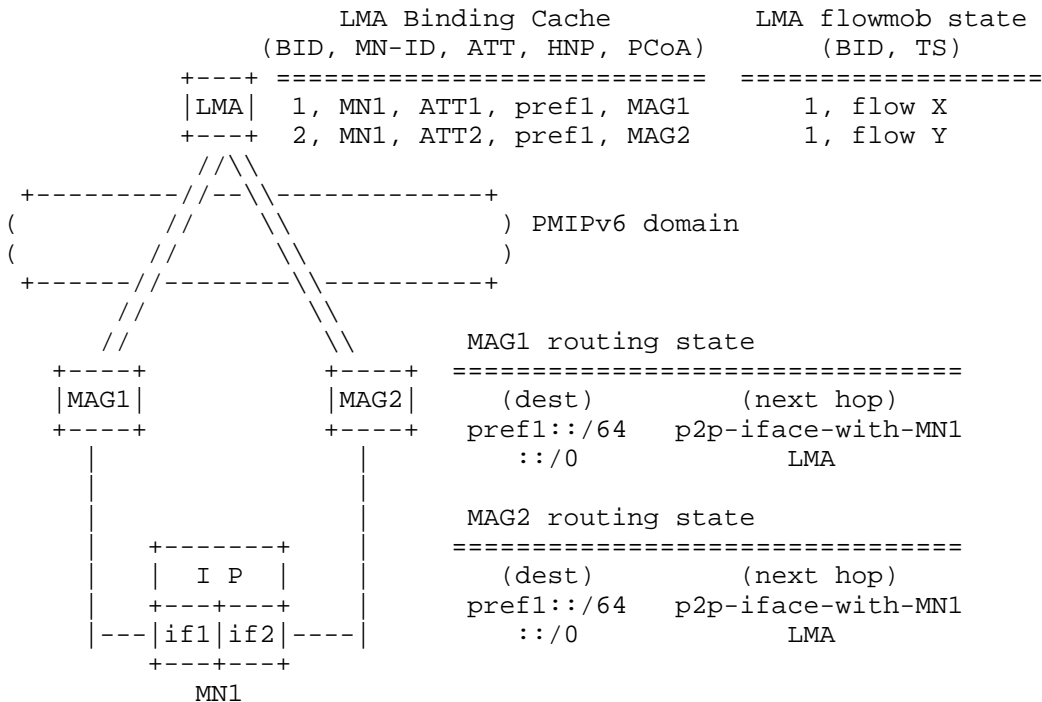 LMA Binding Cache         LMA flowmob state
                 (BID, MN-ID, ATT, HNP, PCoA)      (BID, TS)
            +---+ ===========================  ===================
            |LMA|  1, MN1, ATT1, pref1, MAG1       1, flow X
            +---+  2, MN1, ATT2, pref1, MAG2       1, flow Y
             //\\
  +---------//--\\-------------+
 (         //    \\             ) PMIPv6 domain
 (        //      \\            )
  +------//--------\\----------+
        //          \\
       //            \\       MAG1 routing state
    +----+           +----+  ================================
    |MAG1|           |MAG2|     (dest)         (next hop)
    +----+           +----+   pref1::/64   p2p-iface-with-MN1
      |                |         ::/0             LMA
      |                |
      |                |      MAG2 routing state
      |   +-------+    |     ================================
      |   |  I P  |    |        (dest)         (next hop)
      |   +---+---+    |      pref1::/64   p2p-iface-with-MN1
      |---|if1|if2|----|         ::/0             LMA
          +---+---+
             MN1